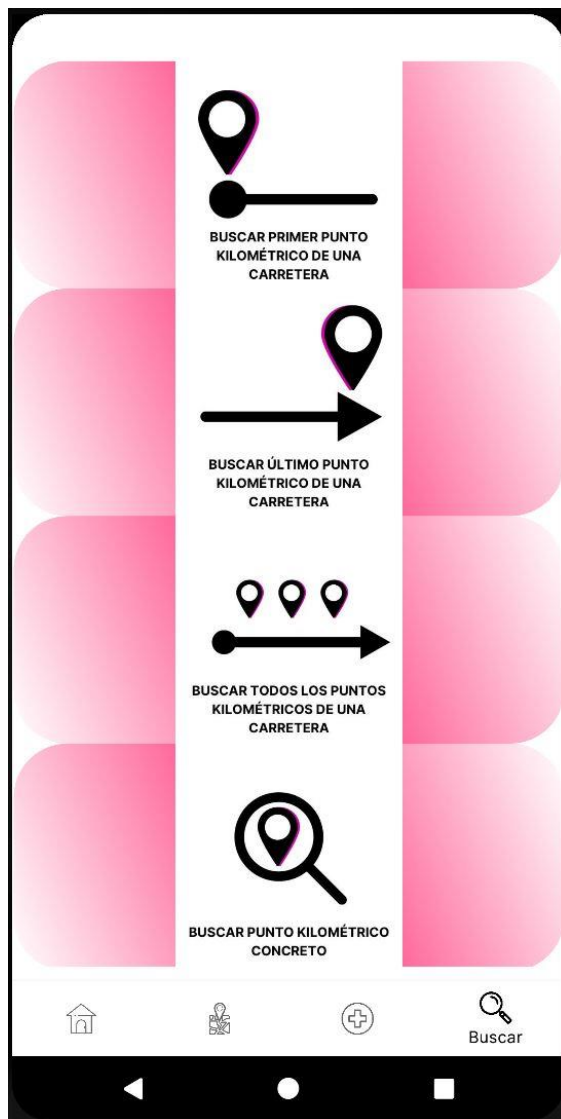 BUSCAR PRIMER PUNTO
KILOMÉTRICO DE UNA
CARRETERA
BUSCAR ÚLTIMO PUNTO
KILOMÉTRICO DE UNA
CARRETERA
BUSCAR TODOS LOS PUNTOS
KILOMÉTRICOS DE UNA
CARRETERA
BUSCAR PUNTO KILOMÉTRICO
CONCRETO
Buscar